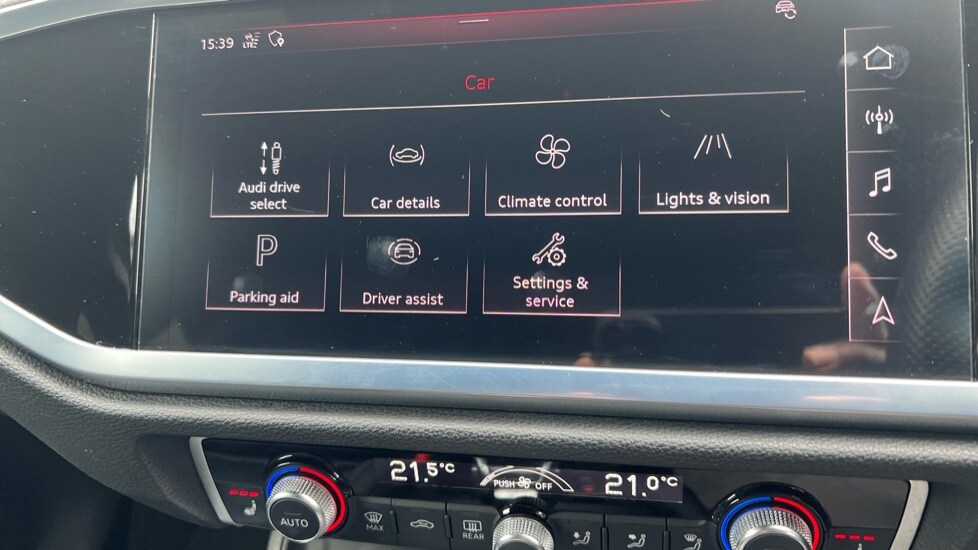 15:39 LTE
Car
Audi drive
select
Car details
Climate control
Lights & vision
P
Parking aid
Driver assist
Settings &
service
21.5°C
PUSH OFF
21.0°C
AUTO
MAX
REAR